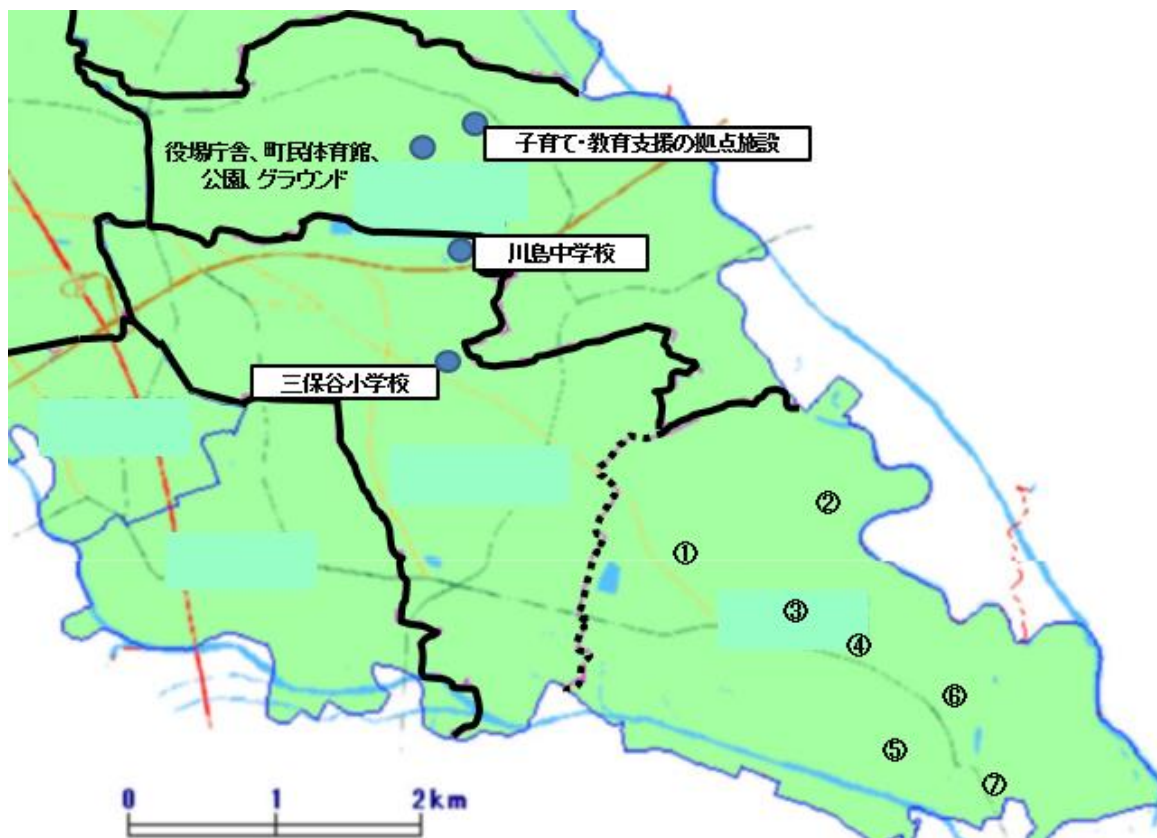 子育て・教育支援の拠点施設
役場庁舎、町民体育館、
公園、グラウンド
川島中学校
三保谷小学校
②
①
③
④
⑥
⑤
⑦
0 1 2km